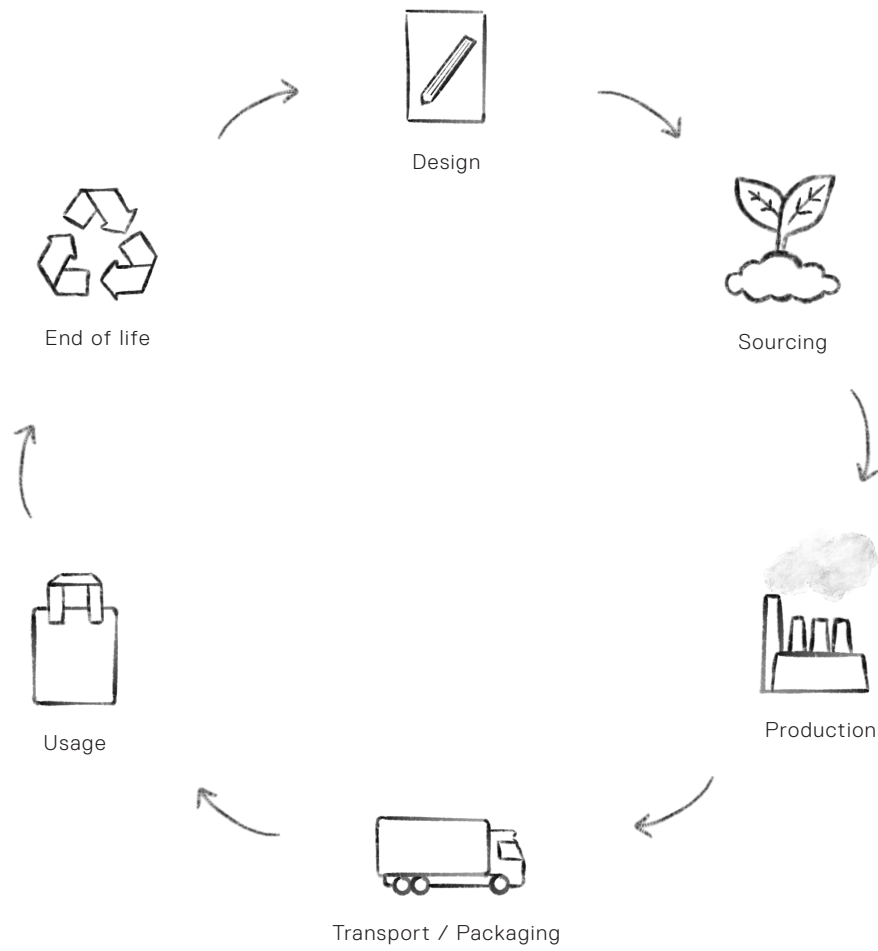 Design
Sourcing
Production
Transport / Packaging
Usage
End of life